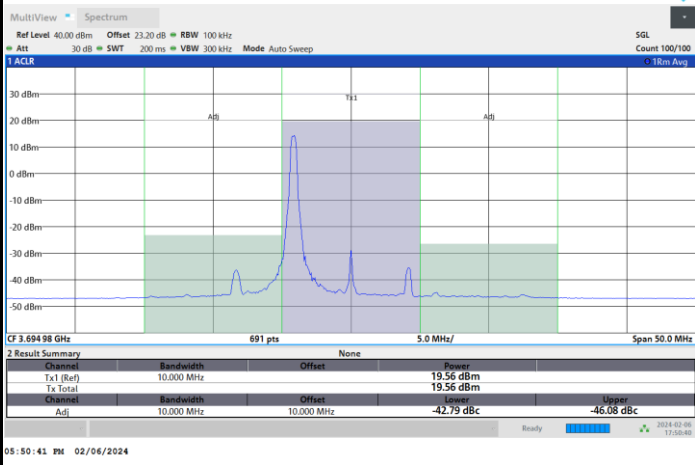 MultiView Spectrum
Ref Level 40.00 dBm Offset 23.20 dB RBW 100 kHz SGL
Att 30 dB SWT 200 ms VBW 300 kHz Mode Auto Sweep Count 100/100
1 ACLR 1Rm Avg
30 dBm
Tx1
20 dBm Adj Adj
10 dBm
0 dBm
-10 dBm
-20 dBm
-30 dBm
-40 dBm
-50 dBm
CF 3.694 98 GHz 691 pts 5.0 MHz/ Span 50.0 MHz
2 Result Summary None
Channel Bandwidth Offset Power
Tx1 (Ref) 10.000 MHz 19.56 dBm
Tx Total 19.56 dBm
Channel Bandwidth Offset Lower Upper
Adj 10.000 MHz 10.000 MHz -42.79 dBc -46.08 dBc
Ready 2024-02-06
17:50:40
05:50:41 PM 02/06/2024